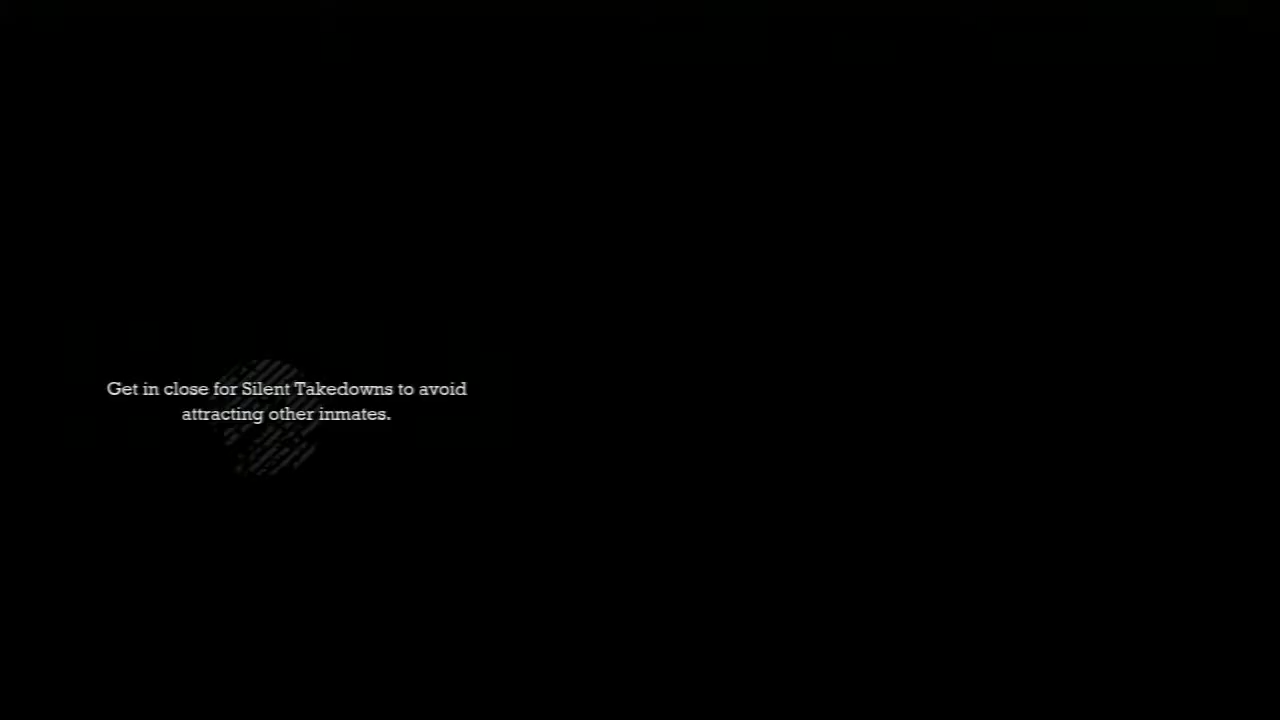 Get in close for Silent Takedowns to avoid
attracting other inmates.